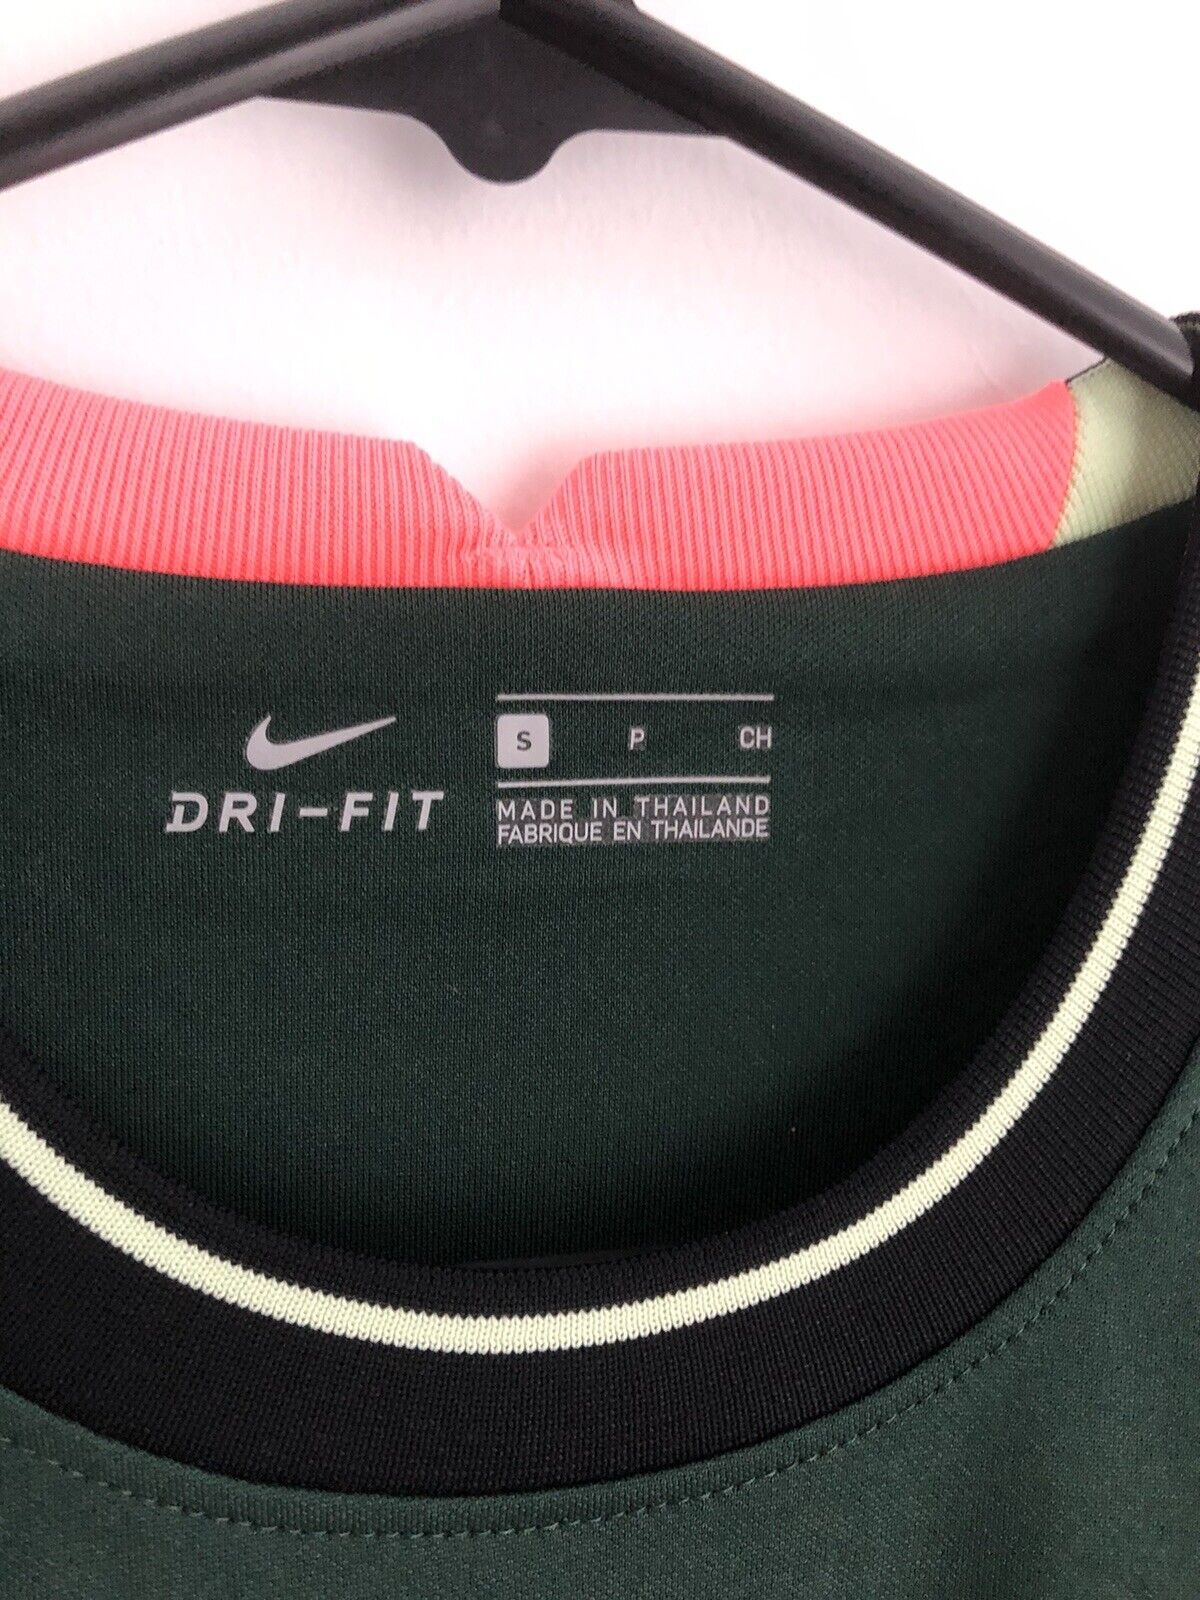 DRI-FIT
S P CH
MADE IN THAILAND
FABRIQUE EN THAILANDE